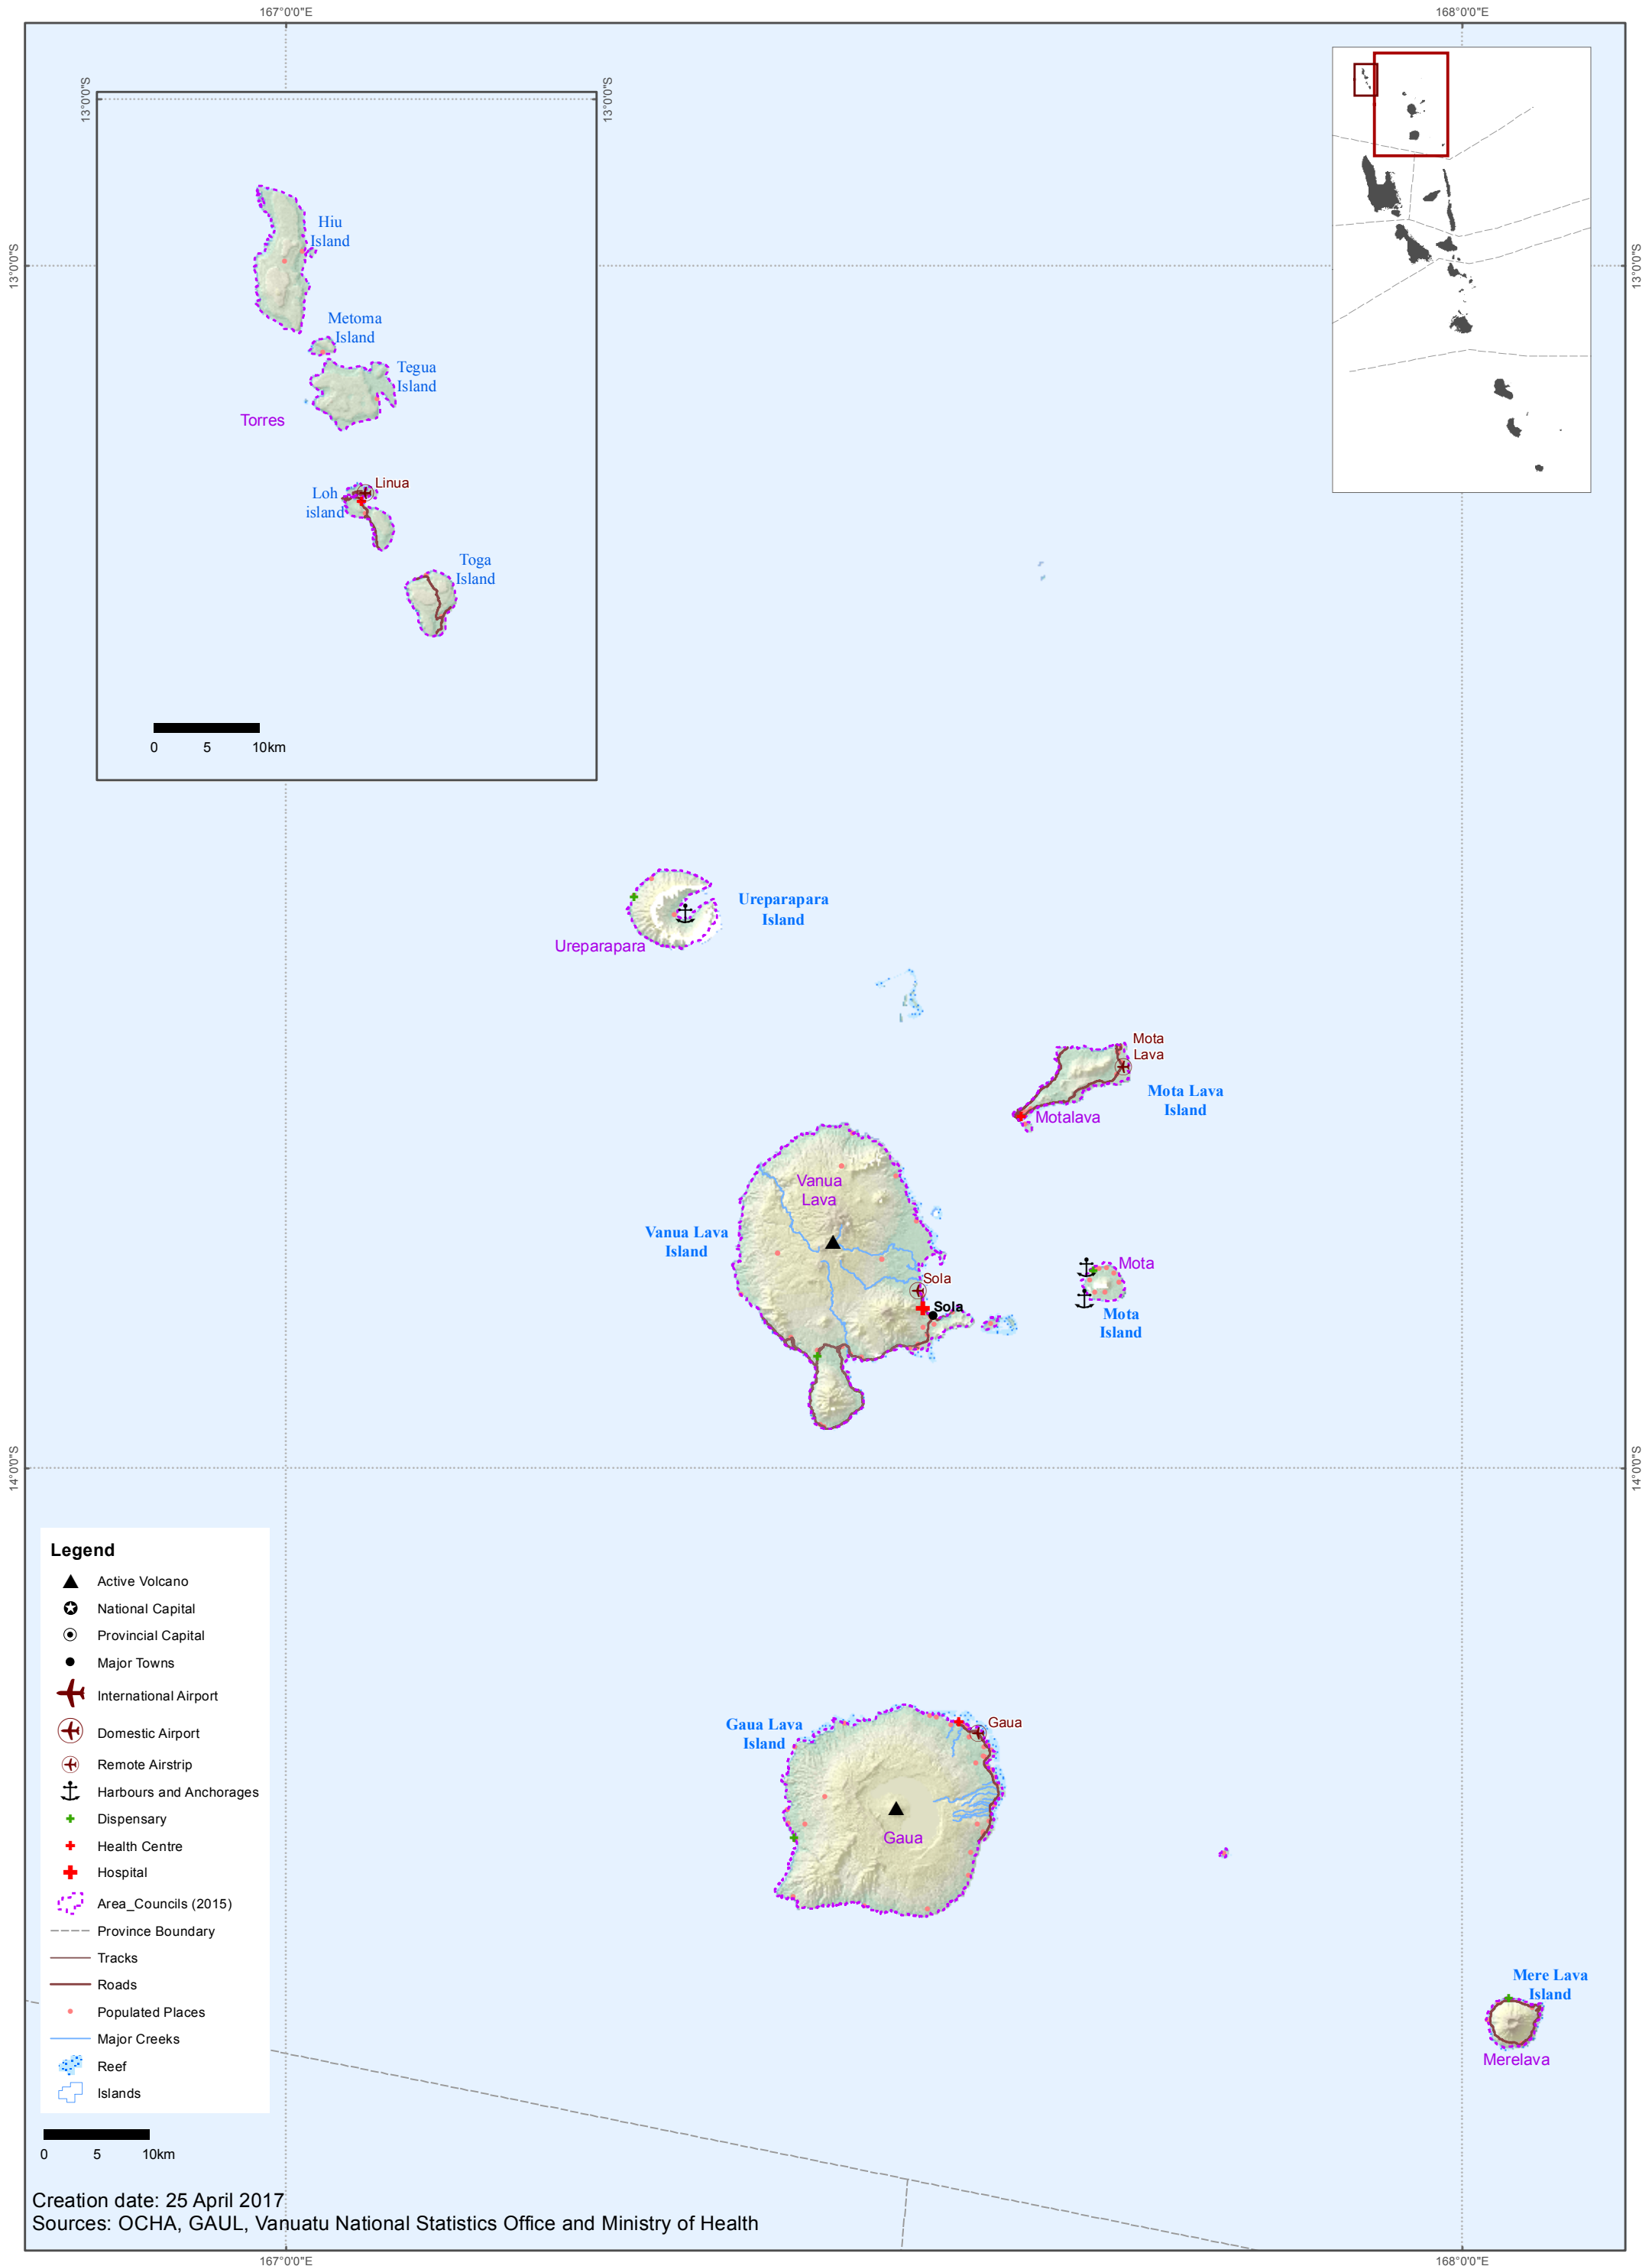 167°0'0"E
168°0'0"E
13°0'0"S
13°0'0"S
13°0'0"S
13°0'0"S
Hiu
Island
Metoma
Island
Tegua
Island
Torres
Loh
island
Linua
Toga
Island
0 5 10km
Ureparapara
Island
Ureparapara
Mota
Lava
Mota Lava
Island
Motalava
Vanua
Lava
Vanua Lava
Island
Sola
Sola
Mota
Mota
Island
14°0'0"S
14°0'0"S
Gaua Lava
Island
Gaua
Gaua
Mere Lava
Island
Merelava
Legend
Active Volcano
National Capital
Provincial Capital
Major Towns
International Airport
Domestic Airport
Remote Airstrip
Harbours and Anchorages
Dispensary
Health Centre
Hospital
Area_Councils (2015)
Province Boundary
Tracks
Roads
Populated Places
Major Creeks
Reef
Islands
0 5 10km
Creation date: 25 April 2017
Sources: OCHA, GAUL, Vanuatu National Statistics Office and Ministry of Health
167°0'0"E
168°0'0"E